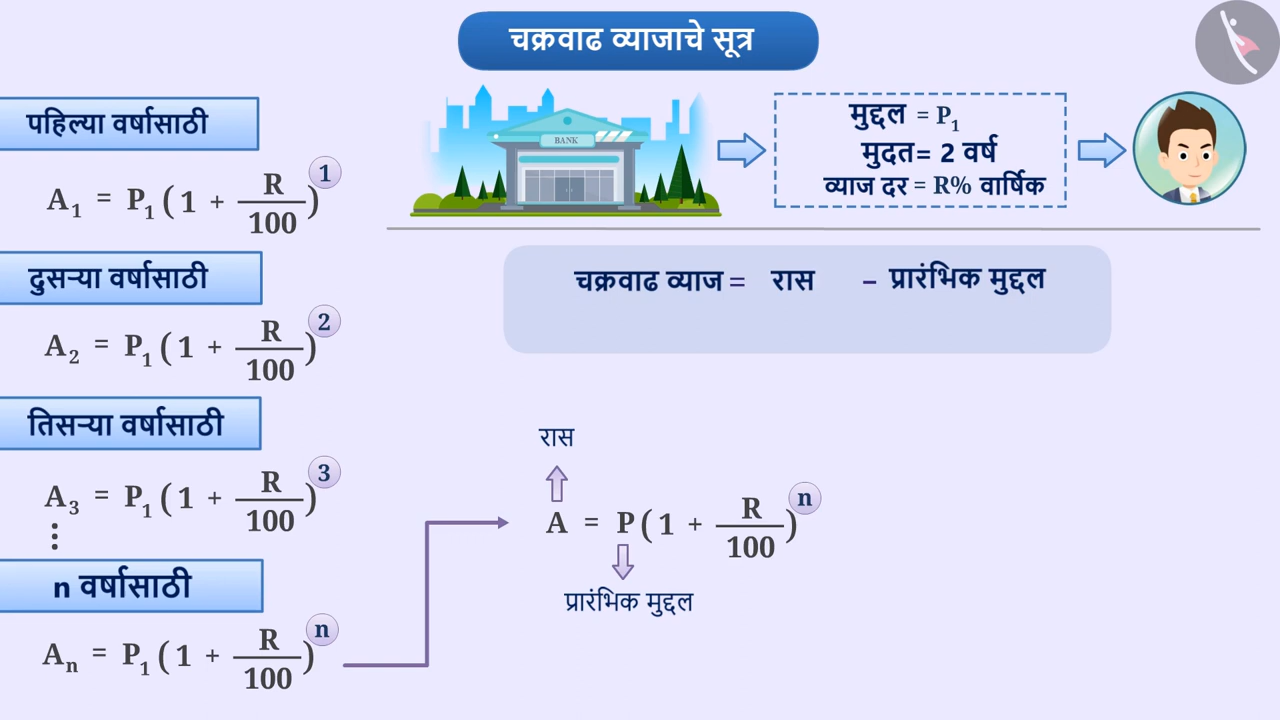 चक्रवाढ व्याजाचे सूत्र
पहिल्या वर्षासाठी
A₁ = P₁ (1 + R/100)¹
दुसऱ्या वर्षासाठी
A₂ = P₁ (1 + R/100)²
तिसऱ्या वर्षासाठी
A₃ = P₁ (1 + R/100)³
⋮
n वर्षासाठी
Aₙ = P₁ (1 + R/100)ⁿ
BANK
मुद्दल = P₁
मुदत= 2 वर्ष
व्याज दर = R% वार्षिक
चक्रवाढ व्याज = रास – प्रारंभिक मुद्दल
रास
A = P (1 + R/100)ⁿ
प्रारंभिक मुद्दल